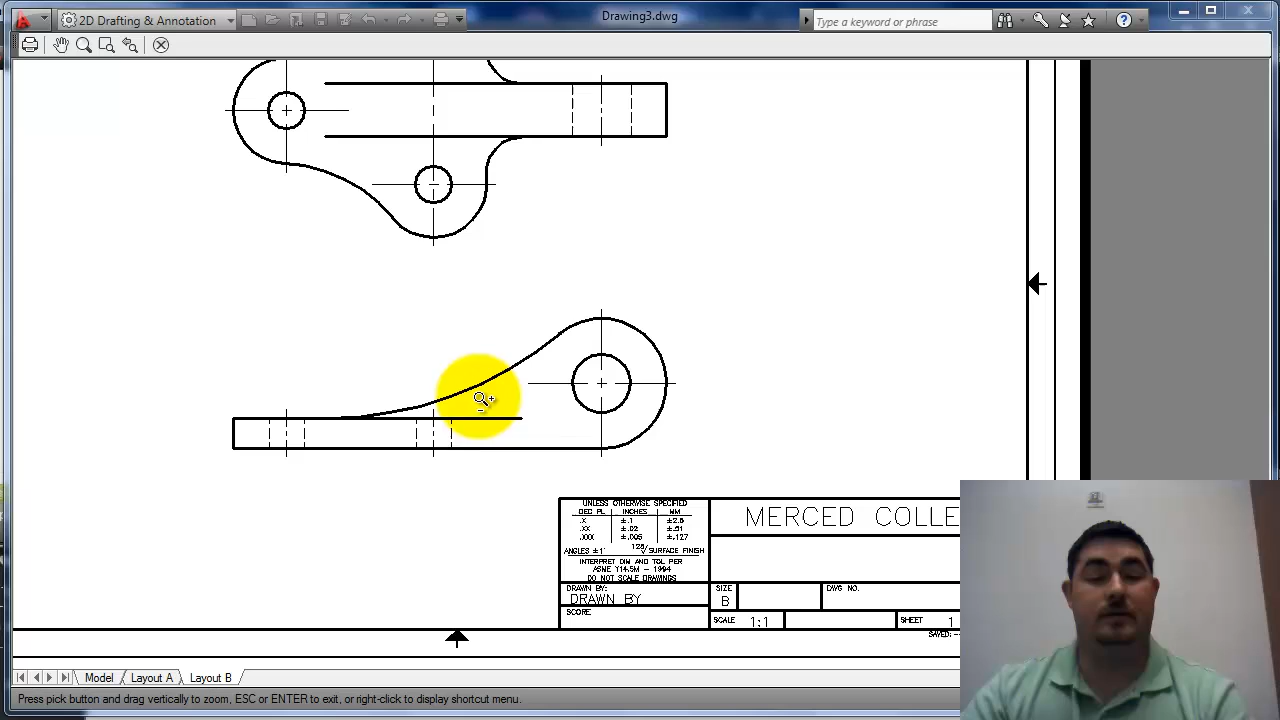 2D Drafting & Annotation
Drawing3.dwg
Type a keyword or phrase
UNLESS OTHERWISE SPECIFIED
DEC PL INCHES MM
.X ±.1 ±2.5
.XX ±.02 ±.51
.XXX ±.005 ±.127
ANGLES ±1° 125/ SURFACE FINISH
INTERPRET DIM AND TOL PER
ASME Y14.5M - 1994
DO NOT SCALE DRAWINGS
DRAWN BY:
DRAWN BY
SCORE
MERCED COLLE
SIZE
B
DWG NO.
SCALE 1:1
SHEET 1
SAVED:
Model Layout A Layout B
Press pick button and drag vertically to zoom, ESC or ENTER to exit, or right-click to display shortcut menu.